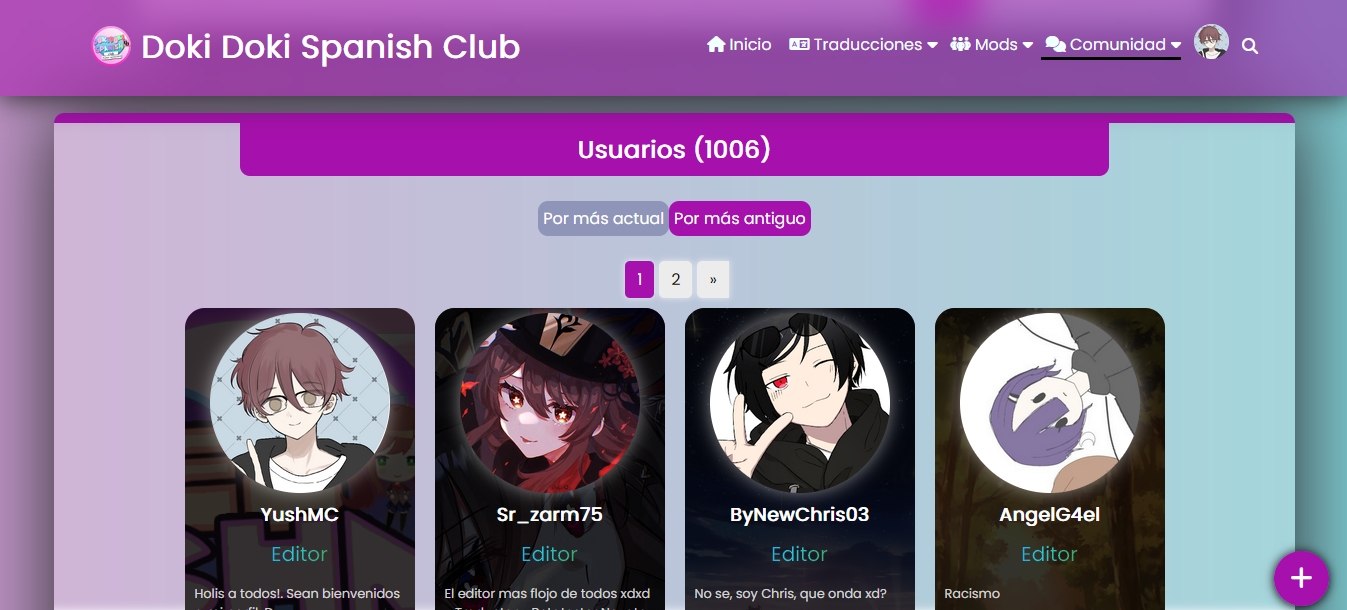 Doki Doki Spanish Club
Inicio Traducciones Mods Comunidad
Usuarios (1006)
Por más actual Por más antiguo
1 2 »
YushMC Sr_zarm75 ByNewChris03 AngelG4el
Editor Editor Editor Editor
Holis a todos!. Sean bienvenidos El editor mas flojo de todos xdxd No se, soy Chris, que onda xd? Racismo